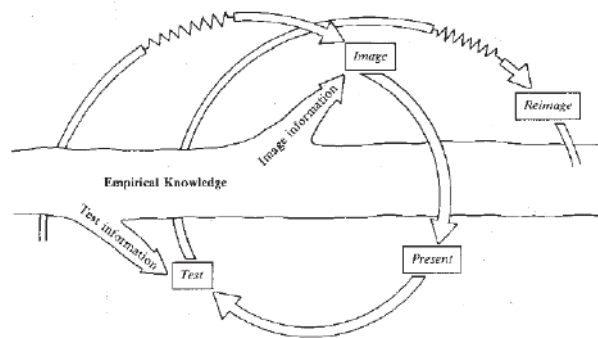 Image
Reimage
Image information
Empirical Knowledge
Test information
Test
Present